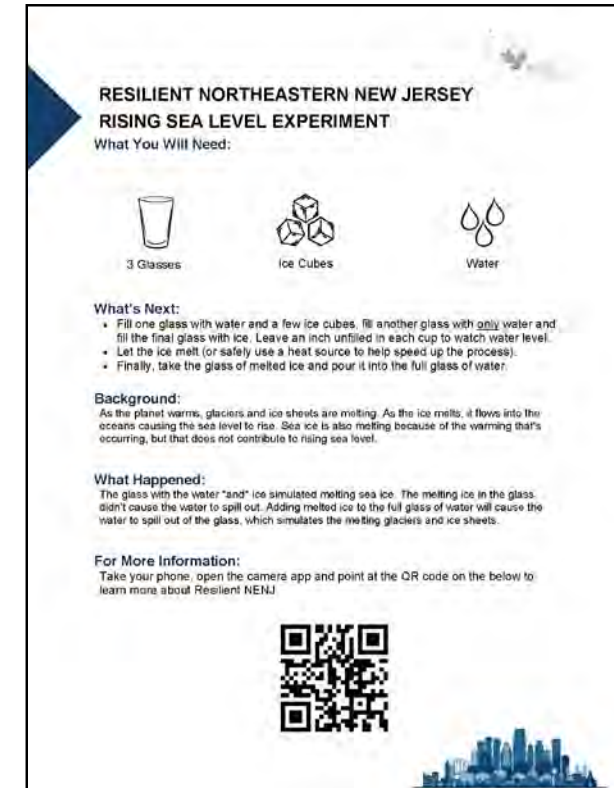 RESILIENT NORTHEASTERN NEW JERSEY
RISING SEA LEVEL EXPERIMENT
What You Will Need:
3 Glasses
Ice Cubes
Water
What's Next:
• Fill one glass with water and a few ice cubes, fill another glass with only water and
fill the final glass with ice. Leave an inch unfilled in each cup to watch water level.
• Let the ice melt (or safely use a heat source to help speed up the process).
• Finally, take the glass of melted ice and pour it into the full glass of water.
Background:
As the planet warms, glaciers and ice sheets are melting. As the ice melts, it flows into the
oceans causing the sea level to rise. Sea ice is also melting because of the warming that's
occurring, but that does not contribute to rising sea level.
What Happened:
The glass with the water "and" ice simulated melting sea ice. The melting ice in the glass
didn't cause the water to spill out. Adding melted ice to the full glass of water will cause the
water to spill out of the glass, which simulates the melting glaciers and ice sheets.
For More Information:
Take your phone, open the camera app and point at the QR code on the below to
learn more about Resilient NENJ